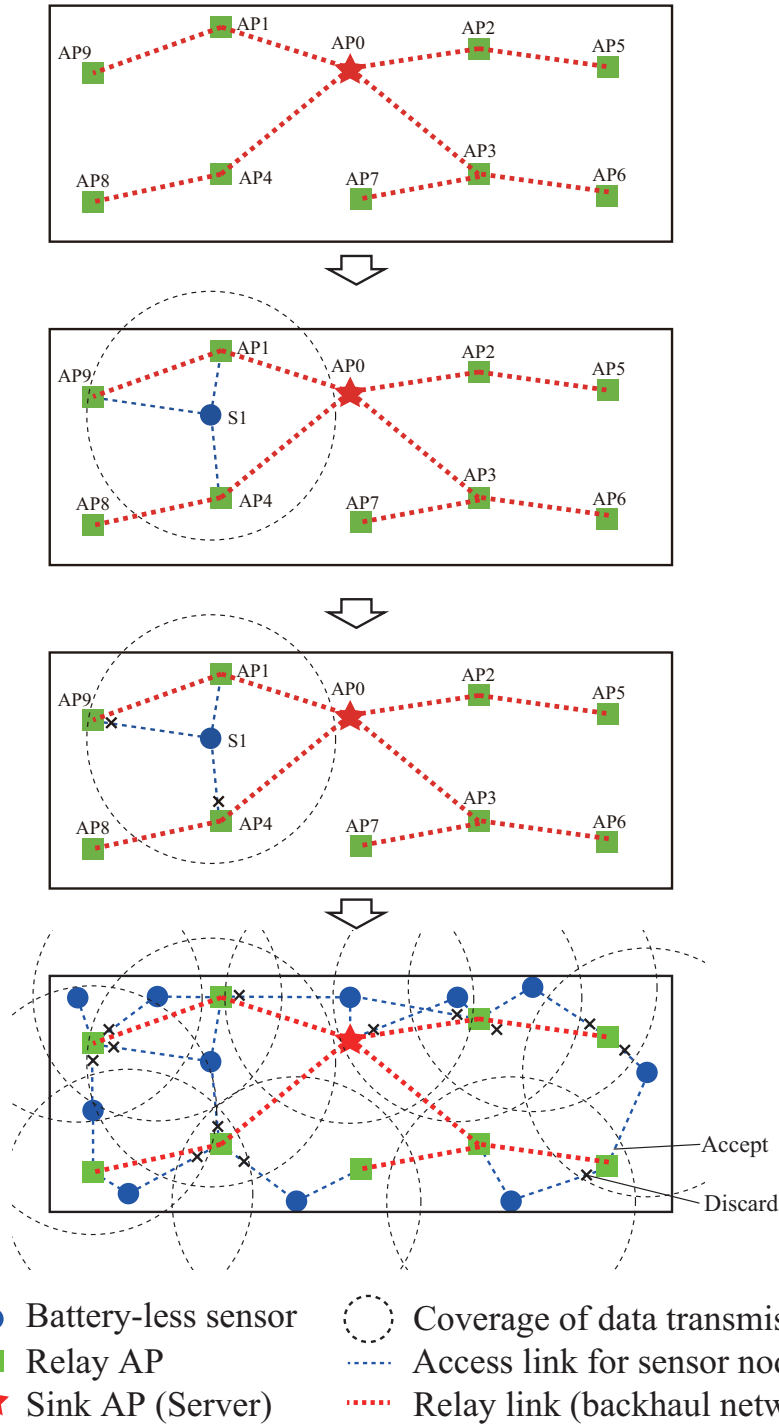 AP1
AP0
AP2
AP9
AP5
AP3
AP8
AP4
AP7
AP6
AP1
AP0
AP2
AP9
AP5
S1
AP3
AP8
AP4
AP7
AP6
AP1
AP0
AP2
AP9
AP5
S1
AP3
AP8
AP4
AP7
AP6
Accept
Discard
Battery-less sensor
Coverage of data transmis
Relay AP
Access link for sensor nod
Sink AP (Server)
Relay link (backhaul netw